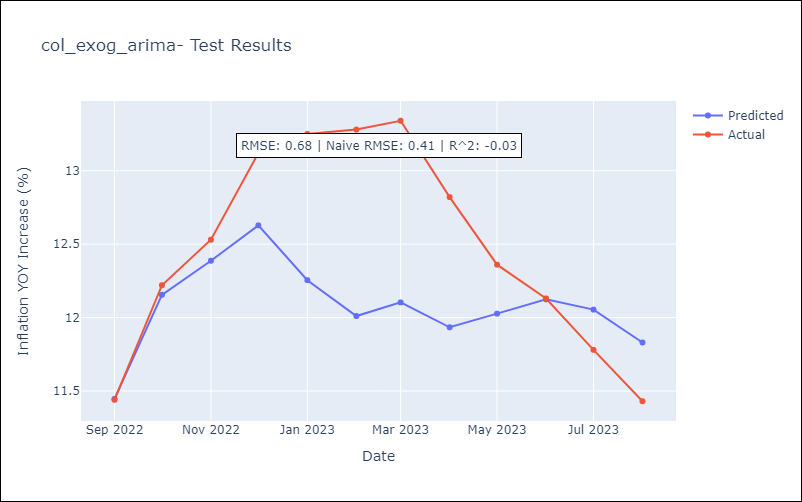 col_exog_arima- Test Results
Predicted
Actual
RMSE: 0.68 | Naive RMSE: 0.41 | R^2: -0.03
Inflation YOY Increase (%)
13
12.5
12
11.5
Sep 2022
Nov 2022
Jan 2023
Mar 2023
May 2023
Jul 2023
Date